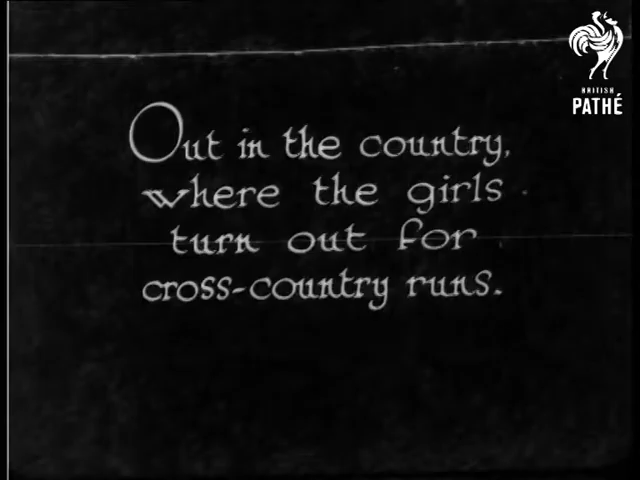 BRITISH
PATHÉ
Out in the country,
where the girls
turn out for
cross-country runs.